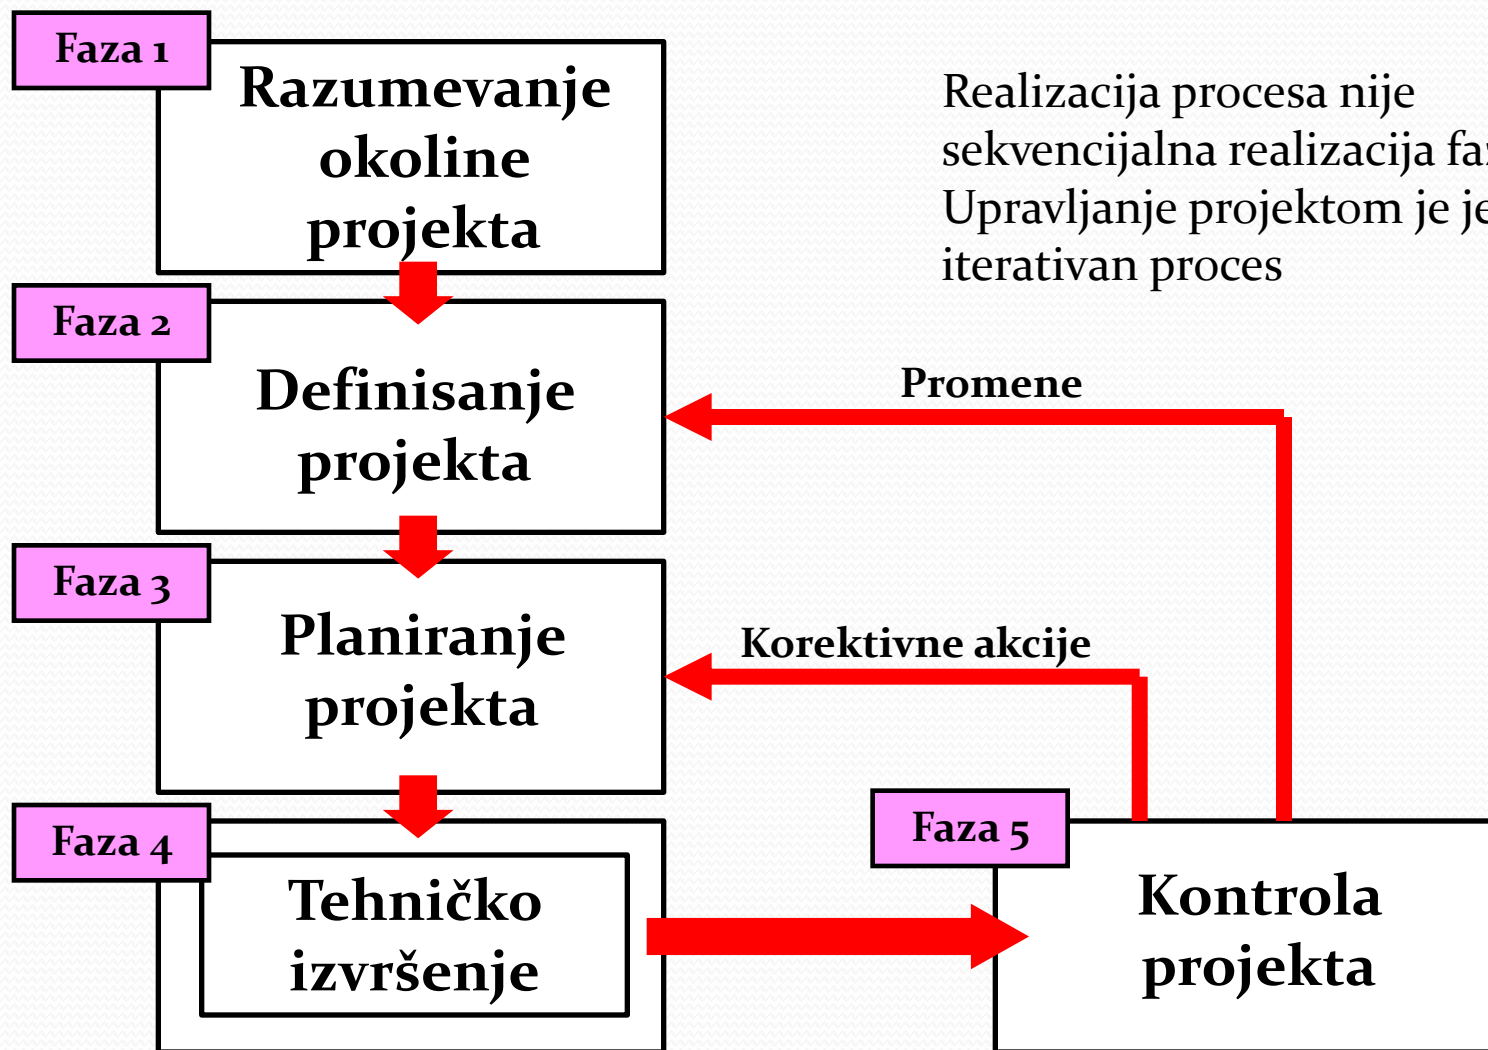 Faza 1
Razumevanje
okoline
projekta
Realizacija procesa nije
sekvencijalna realizacija
Upravljanje projektom je
iterativan proces
Faza 2
Definisanje
projekta
Promene
Faza 3
Planiranje
projekta
Korektivne akcije
Faza 4
Tehničko
izvršenje
Faza 5
Kontrola
projekta